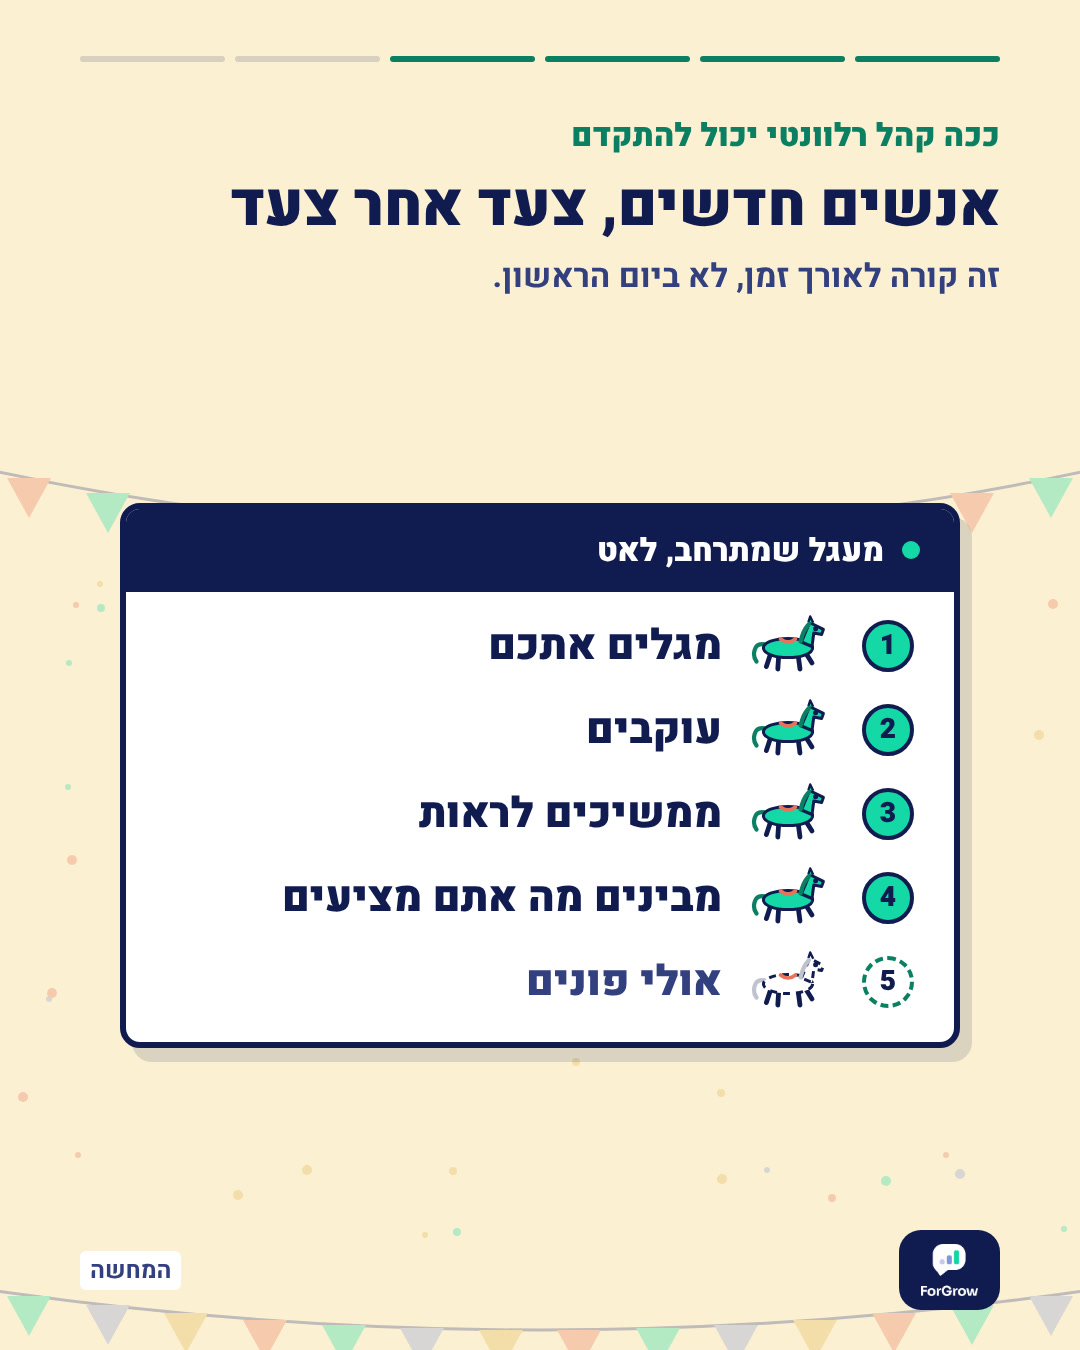 ככה קהל רלוונטי יכול להתקדם
אנשים חדשים, צעד אחר צעד
זה קורה לאורך זמן, לא ביום הראשון.
מעגל שמתרחב, לאט
1 מגלים אתכם
2 עוקבים
3 ממשיכים לראות
4 מבינים מה אתם מציעים
5 אולי פונים
ForGrow
המחשה